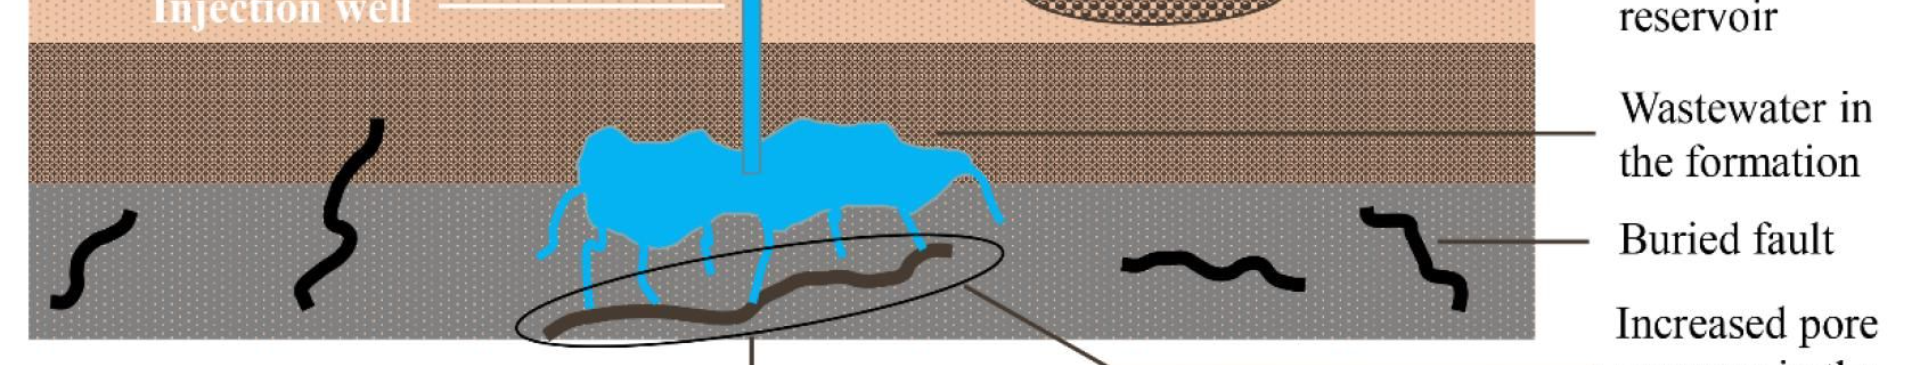 Injection well
reservoir
Wastewater in
the formation
Buried fault
Increased pore